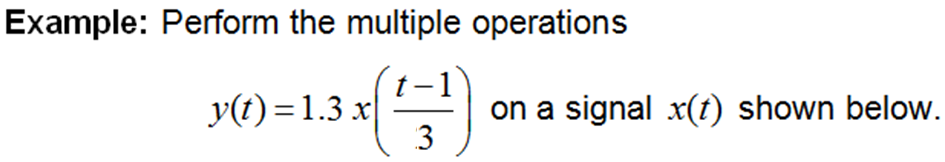 Example: Perform the multiple operations
y(t) = 1.3 x((t − 1)/3) on a signal x(t) shown below.